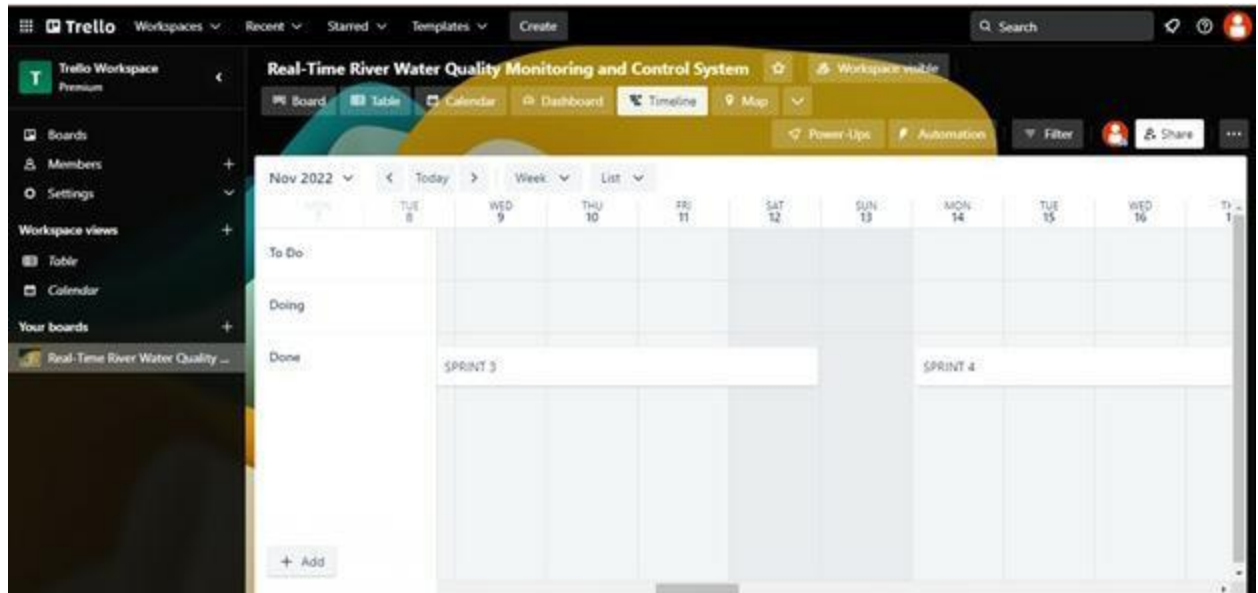 Trello Workspaces Recent Starred Templates Create Search
T Trello Workspace
Premium
Boards
Members +
Settings
Workspace views +
Table
Calendar
Your boards +
Real-Time River Water Quality ...
Real-Time River Water Quality Monitoring and Control System Workspace visible
Board Table Calendar Dashboard Timeline Map
Power-Ups Automation Filter Share ...
Nov 2022 < Today > Week List
MON TUE WED THU FRI SAT SUN MON TUE WED
7 8 9 10 11 12 13 14 15 16
To Do
Doing
Done
SPRINT 3 SPRINT 4
+ Add